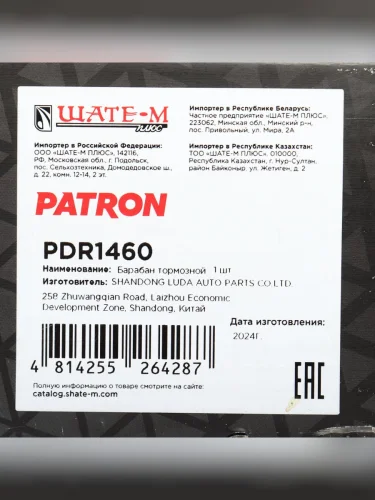 ШАТЕ-М
ПЛЮС
Импортер в Российской Федерации:
ООО «ШАТЕ-М ПЛЮС», 142116,
РФ, Московская обл., г. Подольск,
пос. Сельхозтехника, Домодедовское ш.,
д. 22, комн. 12-14, 2 эт.
Импортер в Республике Беларусь:
Частное предприятие «ШАТЕ-М ПЛЮС»,
223062, Минская обл., Минский р-н,
пос. Привольный, ул. Мира, 2А
Импортер в Республике Казахстан:
ТОО «ШАТЕ-М ПЛЮС», 010000,
Республика Казахстан, г. Нур-Султан,
район Байконыр, ул. Жетиген, д. 2
PATRON
PDR1460
Наименование: Барабан тормозной 1 шт
Изготовитель: SHANDONG LUDA AUTO PARTS CO.LTD.
258 Zhuwangqian Road, Laizhou Economic
Development Zone, Shandong, Китай
Дата изготовления:
2024г.
4 814255 264287
EAC
Полную информацию о товаре смотрите на сайте:
catalog.shate-m.com